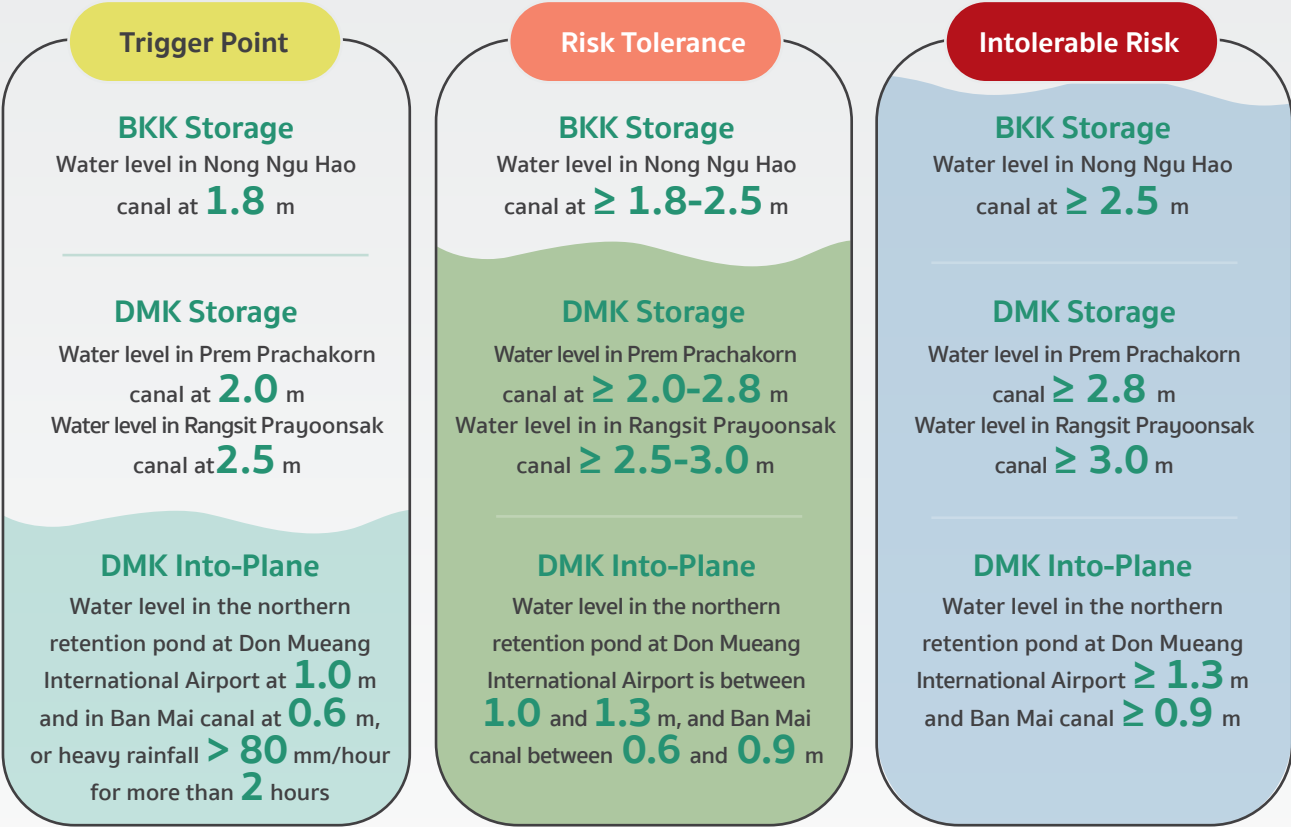 Trigger Point
BKK Storage
Water level in Nong Ngu Hao
canal at 1.8 m
DMK Storage
Water level in Prem Prachakorn
canal at 2.0 m
Water level in Rangsit Prayoonsak
canal at2.5 m
DMK Into-Plane
Water level in the northern
retention pond at Don Mueang
International Airport at 1.0 m
and in Ban Mai canal at 0.6 m,
or heavy rainfall > 80 mm/hour
for more than 2 hours
Risk Tolerance
BKK Storage
Water level in Nong Ngu Hao
canal at ≥ 1.8-2.5 m
DMK Storage
Water level in Prem Prachakorn
canal at ≥ 2.0-2.8 m
Water level in in Rangsit Prayoonsak
canal ≥ 2.5-3.0 m
DMK Into-Plane
Water level in the northern
retention pond at Don Mueang
International Airport is between
1.0 and 1.3 m, and Ban Mai
canal between 0.6 and 0.9 m
Intolerable Risk
BKK Storage
Water level in Nong Ngu Hao
canal at ≥ 2.5 m
DMK Storage
Water level in Prem Prachakorn
canal ≥ 2.8 m
Water level in Rangsit Prayoonsak
canal ≥ 3.0 m
DMK Into-Plane
Water level in the northern
retention pond at Don Mueang
International Airport ≥ 1.3 m
and Ban Mai canal ≥ 0.9 m